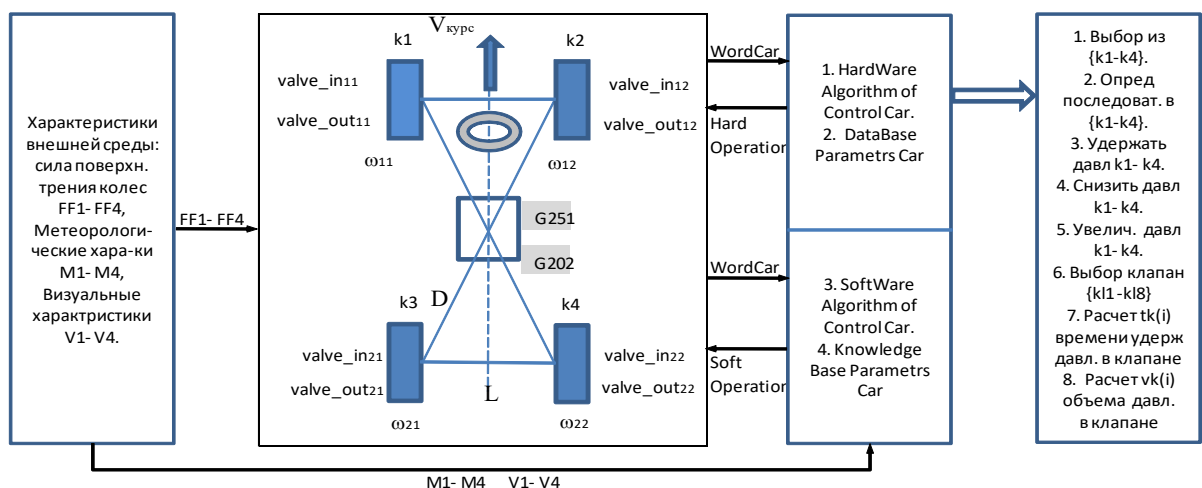 Характеристики
внешней среды:
сила поверхн.
трения колес
FF1- FF4,
Метеорологи-
ческие хара-ки
M1- M4,
Визуальные
характристики
V1- V4.
FF1- FF4
Vкурс
k1
k2
valve_in11
valve_out11
valve_in12
valve_out12
ω11
ω12
G251
G202
k3
D
k4
valve_in21
valve_out21
valve_in22
valve_out22
L
ω21
ω22
WordCar
Hard
Operation
WordCar
Soft
Operation
1. HardWare
Algorithm of
Control Car.
2. DataBase
Parametrs Car
3. SoftWare
Algorithm of
Control Car.
4. Knowledge
Base Parametrs
Car
1. Выбор из
{k1-k4}.
2. Опред
последоват. в
{k1-k4}.
3. Удержать
давл k1- k4.
4. Снизить давл
k1- k4.
5. Увелич. давл
k1- k4.
6. Выбор клапан
{kl1 -kl8}
7. Расчет tk(i)
времени удерж
давл. в клапане
8. Расчет vk(i)
объема давл.
в клапане
M1- M4 V1- V4